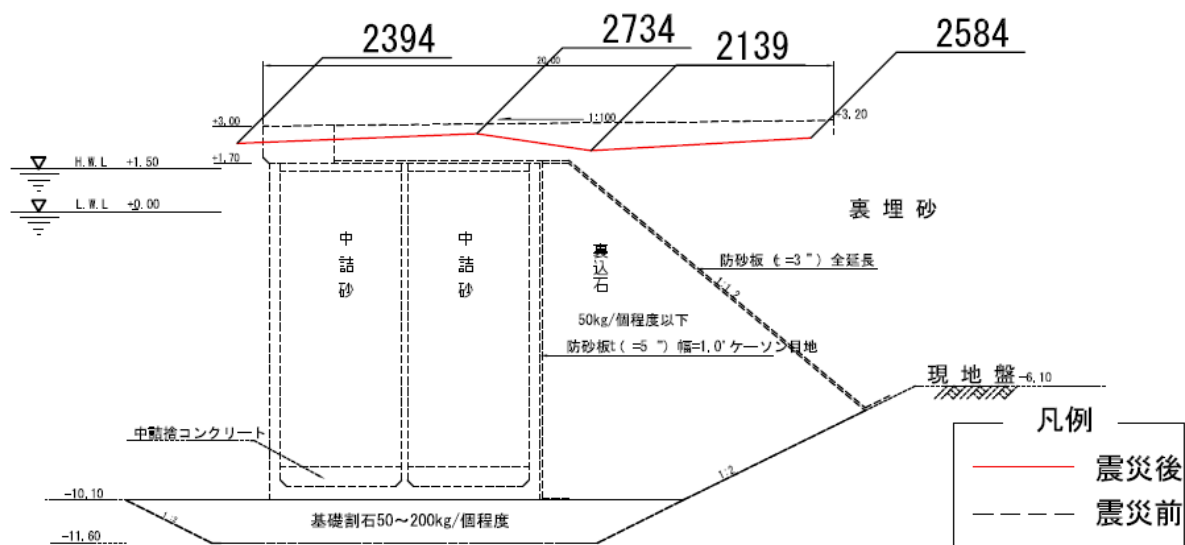 2394
2734
2139
2584
20.00
+3.00
1:100
+3.20
H.W.L +1.50
+1.70
L.W.L +0.00
裏埋砂
中詰砂
中詰砂
裏込石
防砂板 (t=3") 全延長
1:1.2
50kg/個程度以下
防砂板t( =5 ") 幅=1.0"ケーソン目地
現地盤 -6.10
中詰捨コンクリート
1:2
-10.10
1:2
基礎割石50～200kg/個程度
-11.60
凡例
震災後
震災前